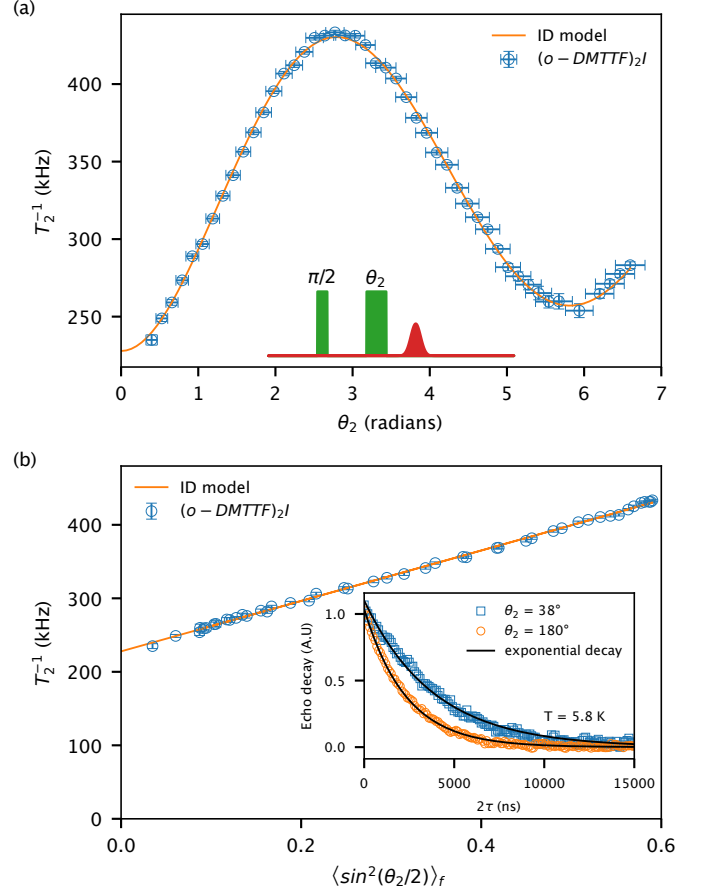 (a)
ID model
(o − DMTTF)₂I
T₂⁻¹ (kHz)
400
350
300
250
π/2
θ₂
0 1 2 3 4 5 6 7
θ₂ (radians)
(b)
ID model
(o − DMTTF)₂I
T₂⁻¹ (kHz)
400
300
200
100
0
0.0 0.2 0.4 0.6
⟨sin²(θ₂/2)⟩_f
Echo decay (A.U)
1.0
0.5
0.0
θ₂ = 38°
θ₂ = 180°
exponential decay
T = 5.8 K
0 5000 10000 15000
2τ (ns)